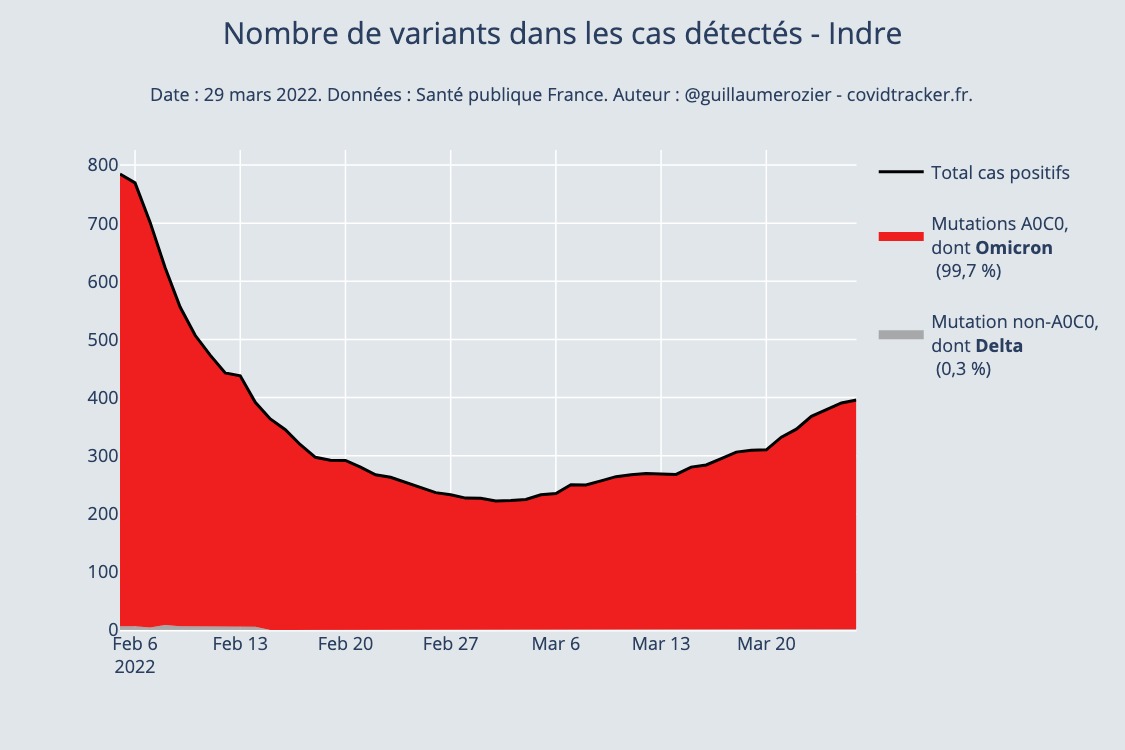 Nombre de variants dans les cas détectés - Indre
Date : 29 mars 2022. Données : Santé publique France. Auteur : @guillaumerozier - covidtracker.fr.
800
700
600
500
400
300
200
100
0
Feb 6
2022
Feb 13
Feb 20
Feb 27
Mar 6
Mar 13
Mar 20
Total cas positifs
Mutations A0C0,
dont Omicron
(99,7 %)
Mutation non-A0C0,
dont Delta
(0,3 %)